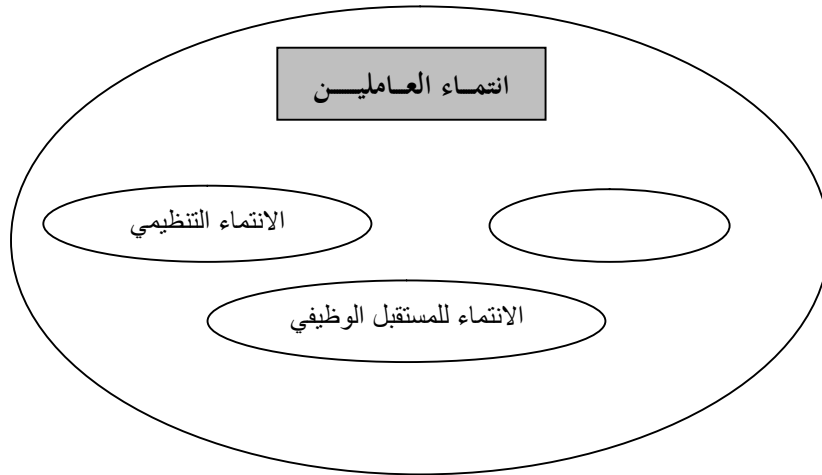 انتماء العاملين
الانتماء التنظيمي
الانتماء للمستقبل الوظيفي